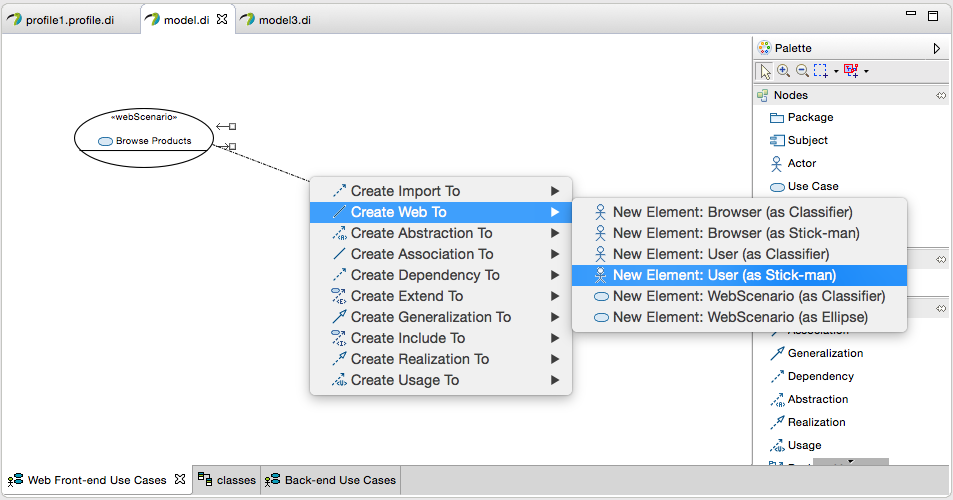 profile1.profile.di
model.di
model3.di
Palette
Nodes
Package
Subject
Actor
Use Case
«webScenario»
Browse Products
Create Import To
Create Web To
Create Abstraction To
Create Association To
Create Dependency To
Create Extend To
Create Generalization To
Create Include To
Create Realization To
Create Usage To
New Element: Browser (as Classifier)
New Element: Browser (as Stick-man)
New Element: User (as Classifier)
New Element: User (as Stick-man)
New Element: WebScenario (as Classifier)
New Element: WebScenario (as Ellipse)
Association
Generalization
Dependency
Abstraction
Realization
Usage
Web Front-end Use Cases
classes
Back-end Use Cases